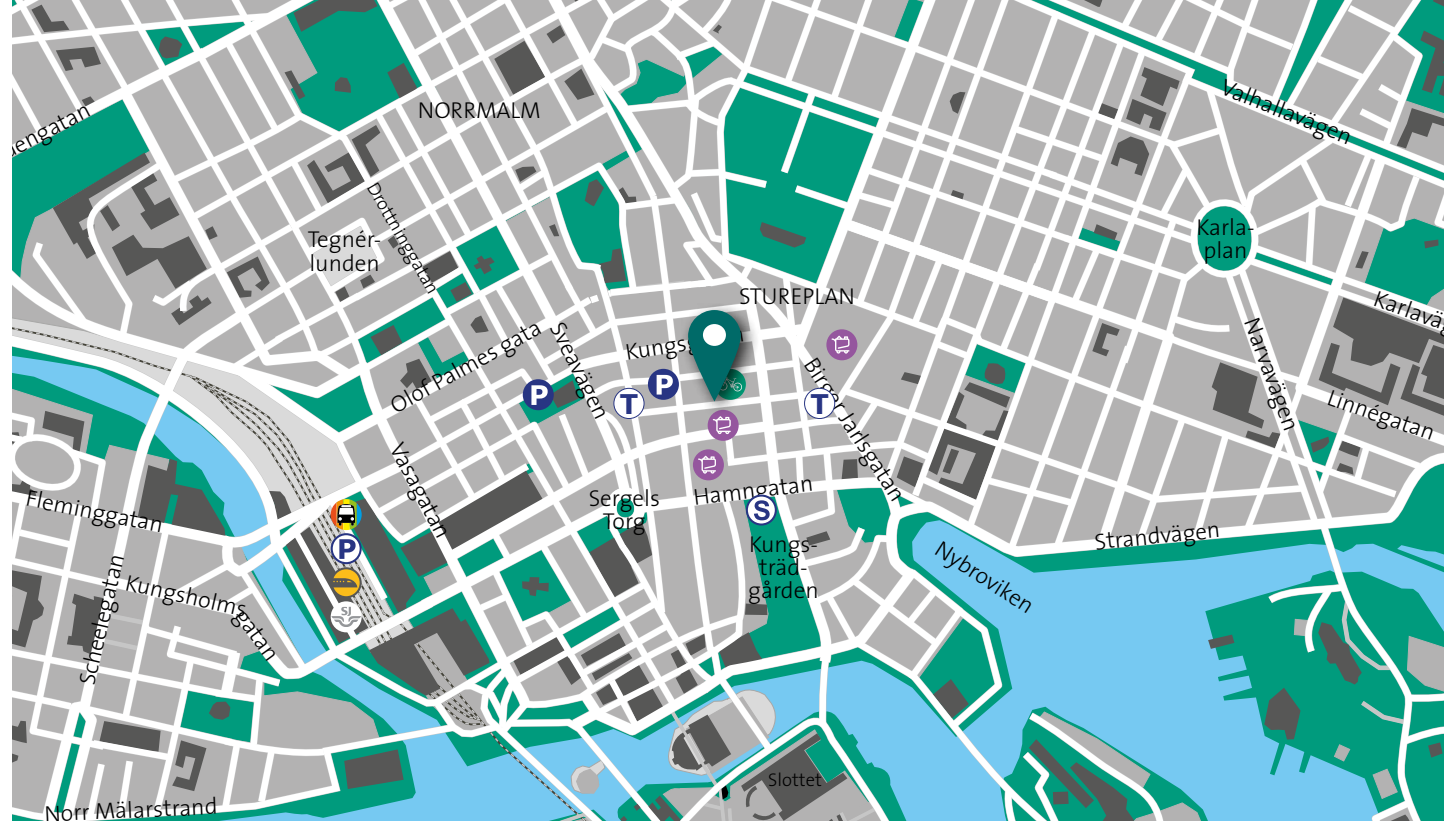 NORRMALM
Valhallavägen
Drottninggatan
Tegnér-
lunden
Karla-
plan
STUREPLAN
Olof Palmes gata
Sveavägen
Birger Jarlsgatan
Narvavägen
Linnégatan
P
P
T
T
Vasagatan
Fleminggatan
Sergels
Torg
Hamngatan
S
P
SJ
Kungs-
träd-
gården
Strandvägen
Nybroviken
Scheelegatan
Kungsholmsgatan
Slottet
Norr Mälarstrand